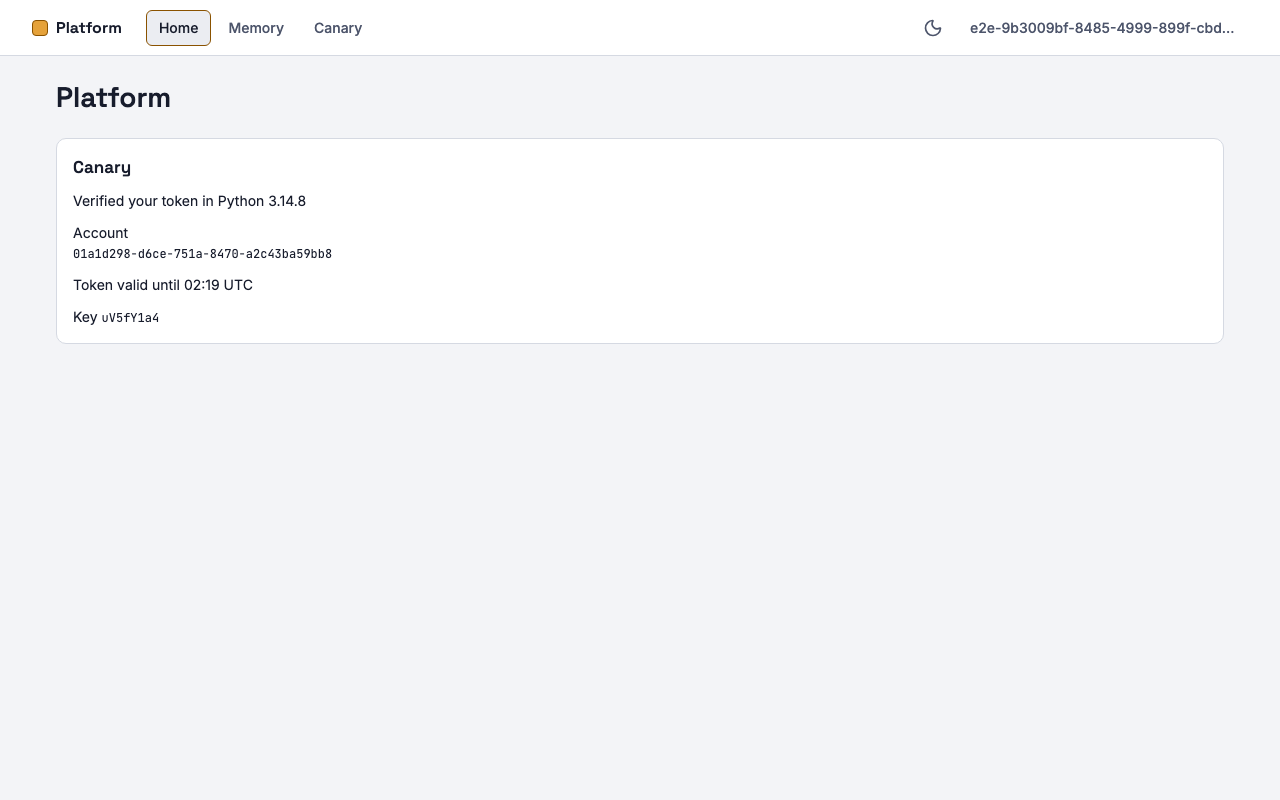 Platform
Home
Memory
Canary
e2e-9b3009bf-8485-4999-899f-cbd...
Platform
Canary
Verified your token in Python 3.14.8
Account
01a1d298-d6ce-751a-8470-a2c43ba59bb8
Token valid until 02:19 UTC
Key uV5fY1a4